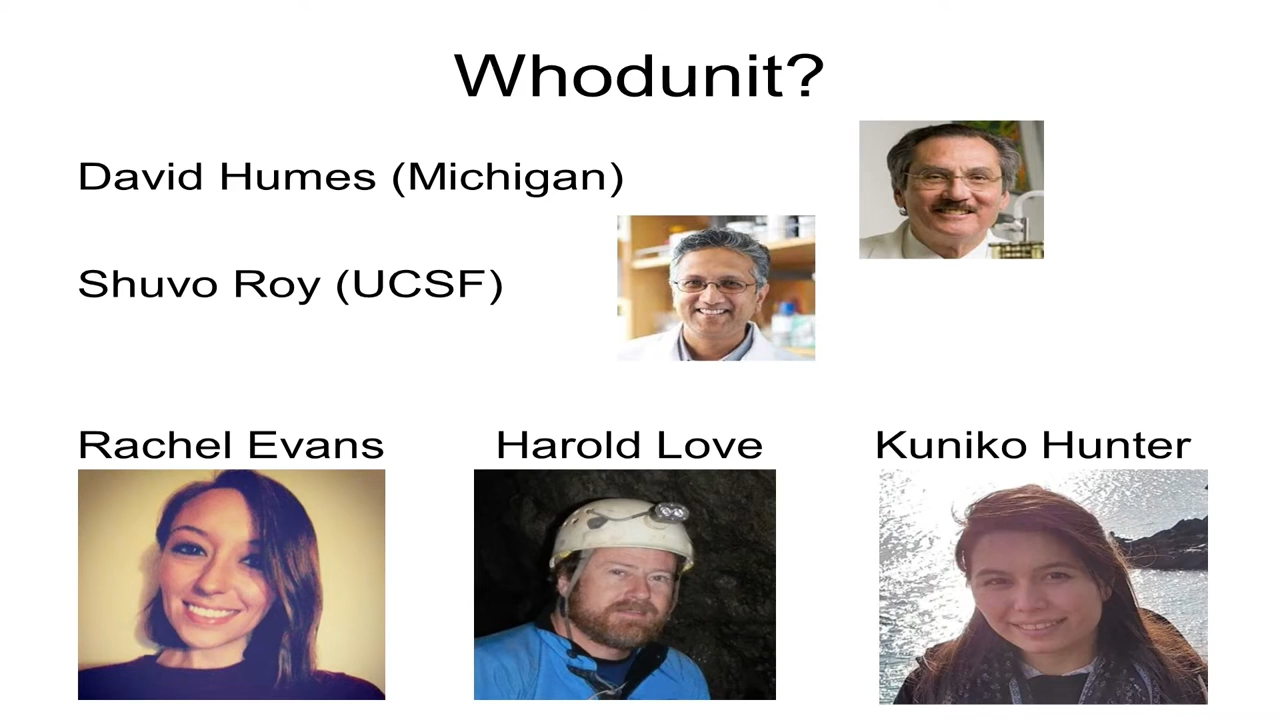 Whodunit?
David Humes (Michigan)
Shuvo Roy (UCSF)
Rachel Evans
Harold Love
Kuniko Hunter